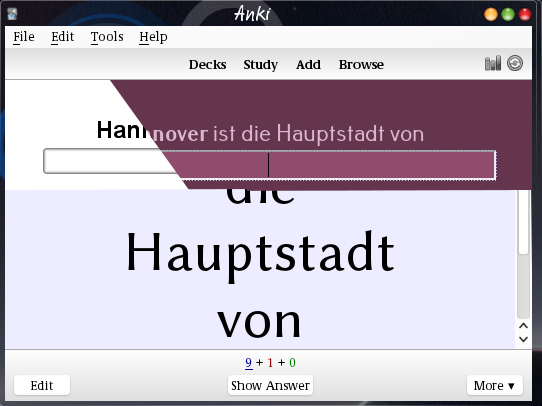 Anki
File Edit Tools Help
Decks Study Add Browse
Hannover ist die Hauptstadt von
die
Hauptstadt
von
9 + 1 + 0
Edit Show Answer More ▾